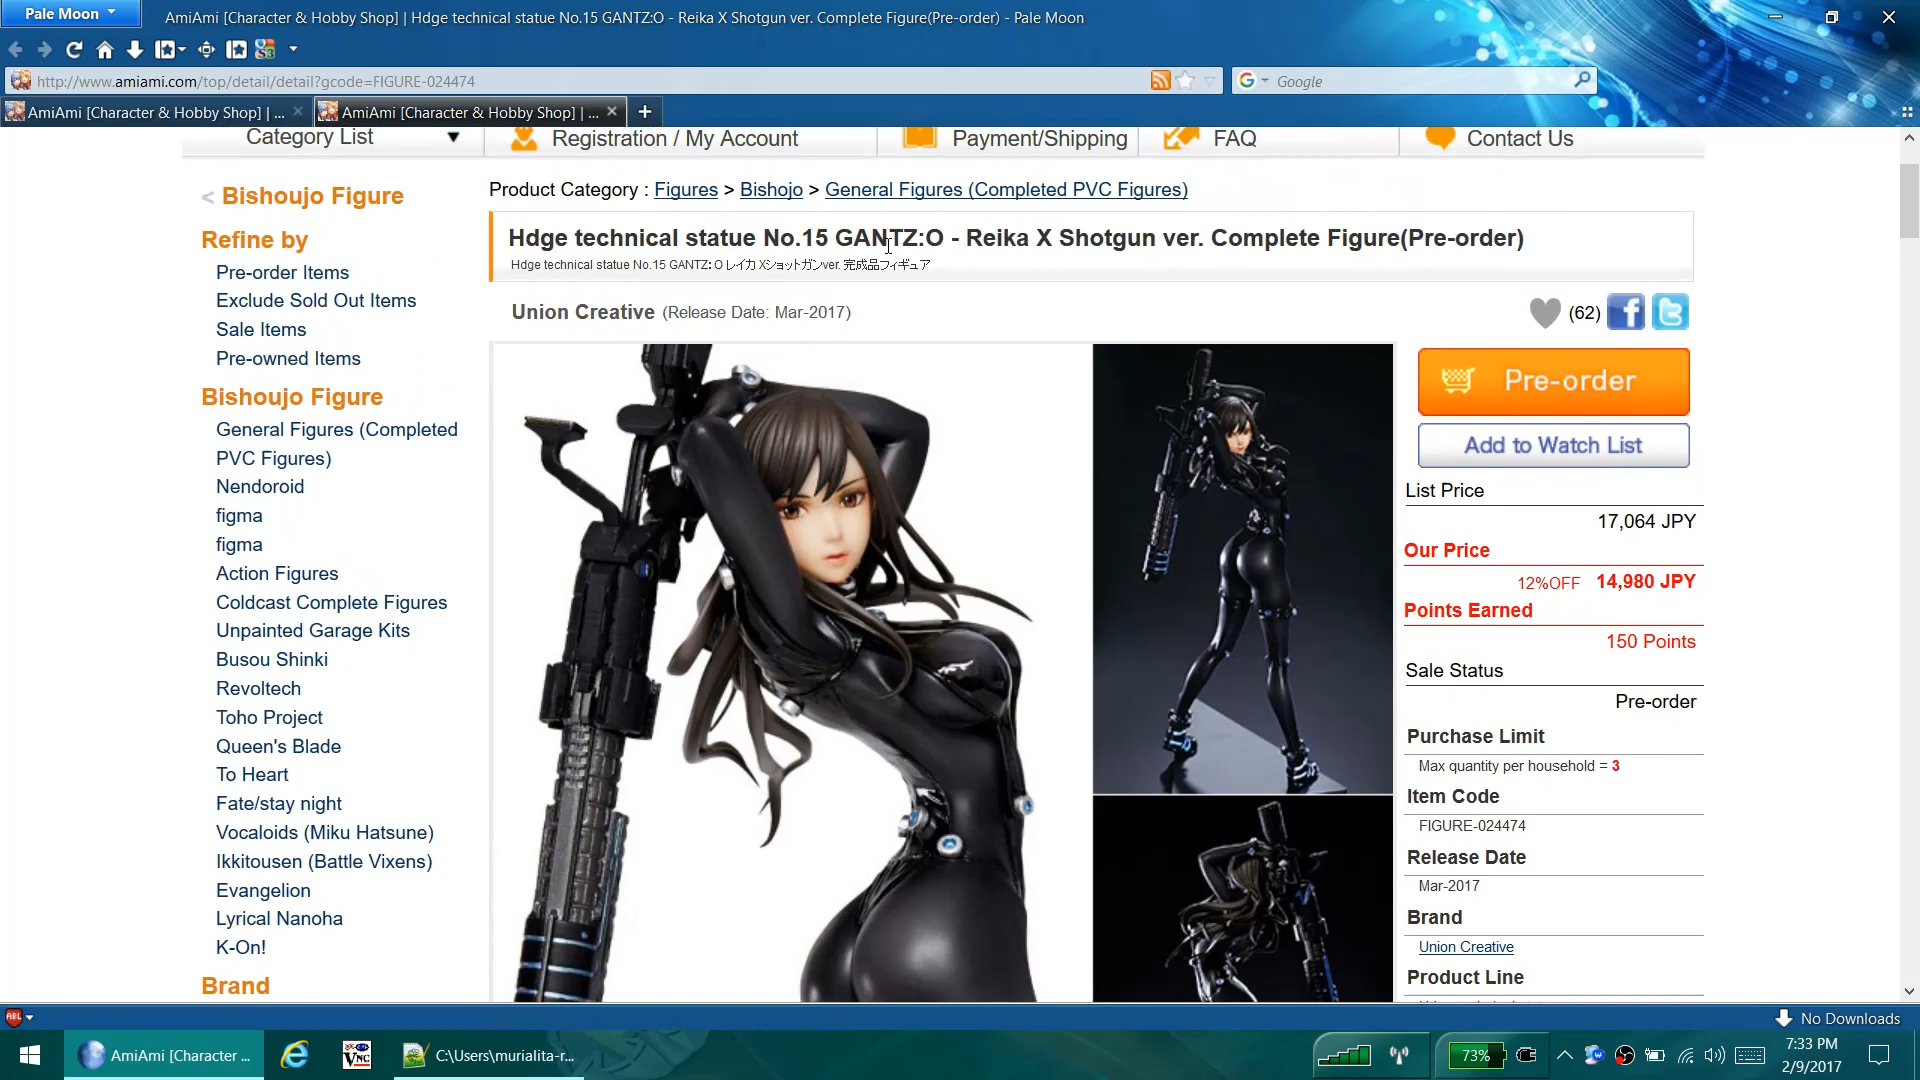 Pale Moon
AmiAmi [Character & Hobby Shop] | Hdge technical statue No.15 GANTZ:O - Reika X Shotgun ver. Complete Figure(Pre-order) - Pale Moon
http://www.amiami.com/top/detail/detail?gcode=FIGURE-024474
Google
AmiAmi [Character & Hobby Shop] | ...
AmiAmi [Character & Hobby Shop] | ...
Category List
Registration / My Account
Payment/Shipping
FAQ
Contact Us
< Bishoujo Figure
Refine by
Pre-order Items
Exclude Sold Out Items
Sale Items
Pre-owned Items
Bishoujo Figure
General Figures (Completed
PVC Figures)
Nendoroid
figma
figma
Action Figures
Coldcast Complete Figures
Unpainted Garage Kits
Busou Shinki
Revoltech
Toho Project
Queen's Blade
To Heart
Fate/stay night
Vocaloids (Miku Hatsune)
Ikkitousen (Battle Vixens)
Evangelion
Lyrical Nanoha
K-On!
Brand
Product Category : Figures > Bishojo > General Figures (Completed PVC Figures)
Hdge technical statue No.15 GANTZ:O - Reika X Shotgun ver. Complete Figure(Pre-order)
Hdge technical statue No.15 GANTZ:O レイカ Xショットガンver. 完成品フィギュア
Union Creative (Release Date: Mar-2017)
(62)
Pre-order
Add to Watch List
List Price
17,064 JPY
Our Price
12%OFF 14,980 JPY
Points Earned
150 Points
Sale Status
Pre-order
Purchase Limit
Max quantity per household = 3
Item Code
FIGURE-024474
Release Date
Mar-2017
Brand
Union Creative
Product Line
ABL
No Downloads
AmiAmi [Character ...
VNC
C:\Users\murialita-r...
73%
7:33 PM
2/9/2017